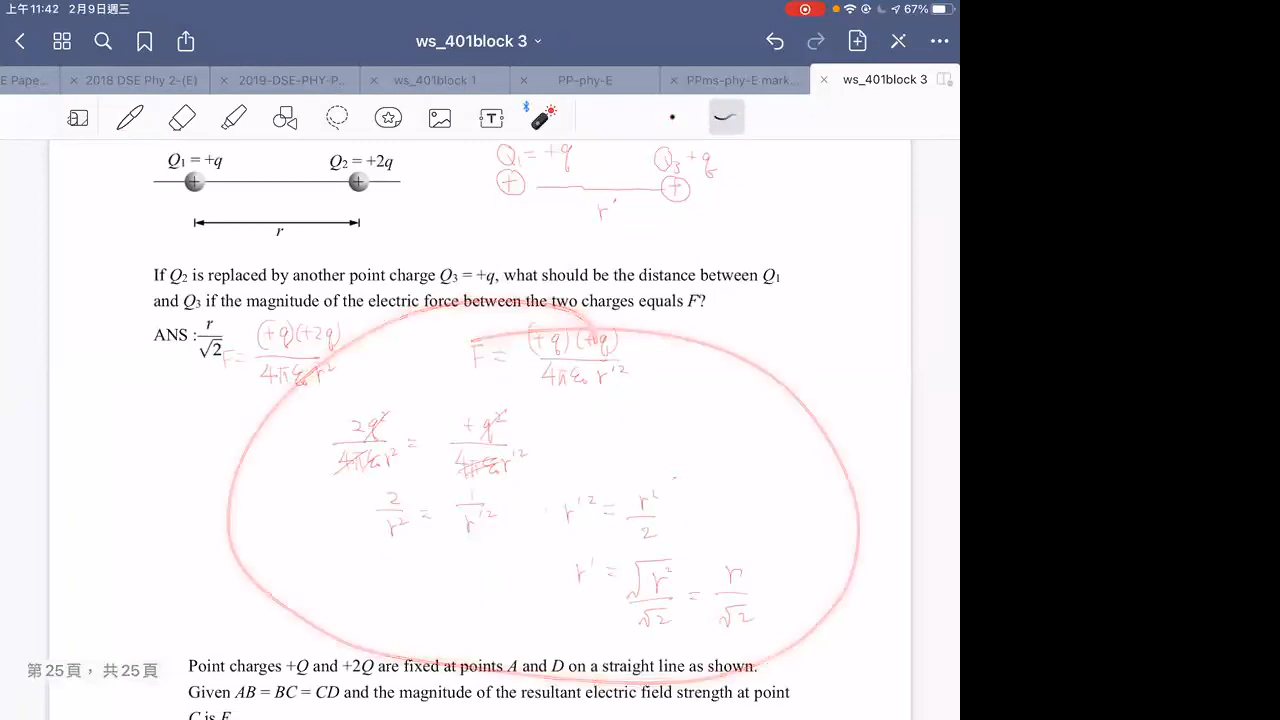 上午11:42 2月9日週三
67%
ws_401block 3
E Pape...
× 2018 DSE Phy 2-(E)
× 2019-DSE-PHY-P...
× ws_401block 1
× PP-phy-E
× PPms-phy-E mark...
× ws_401block 3
Q₁ = +q
Q₂ = +2q
r
Q₁ = +q
Q₃ +q
r'
If Q₂ is replaced by another point charge Q₃ = +q, what should be the distance between Q₁
and Q₃ if the magnitude of the electric force between the two charges equals F?
ANS : r/√2
F = (+q)(+2q)/4πε₀r²
F = (+q)(+q)/4πε₀r'²
2q²/4πε₀r² = +q²/4πε₀r'²
2/r² = 1/r'²
r'² = r²/2
r' = √r²/√2 = r/√2
第25頁，共25頁
Point charges +Q and +2Q are fixed at points A and D on a straight line as shown.
Given AB = BC = CD and the magnitude of the resultant electric field strength at point
C is E